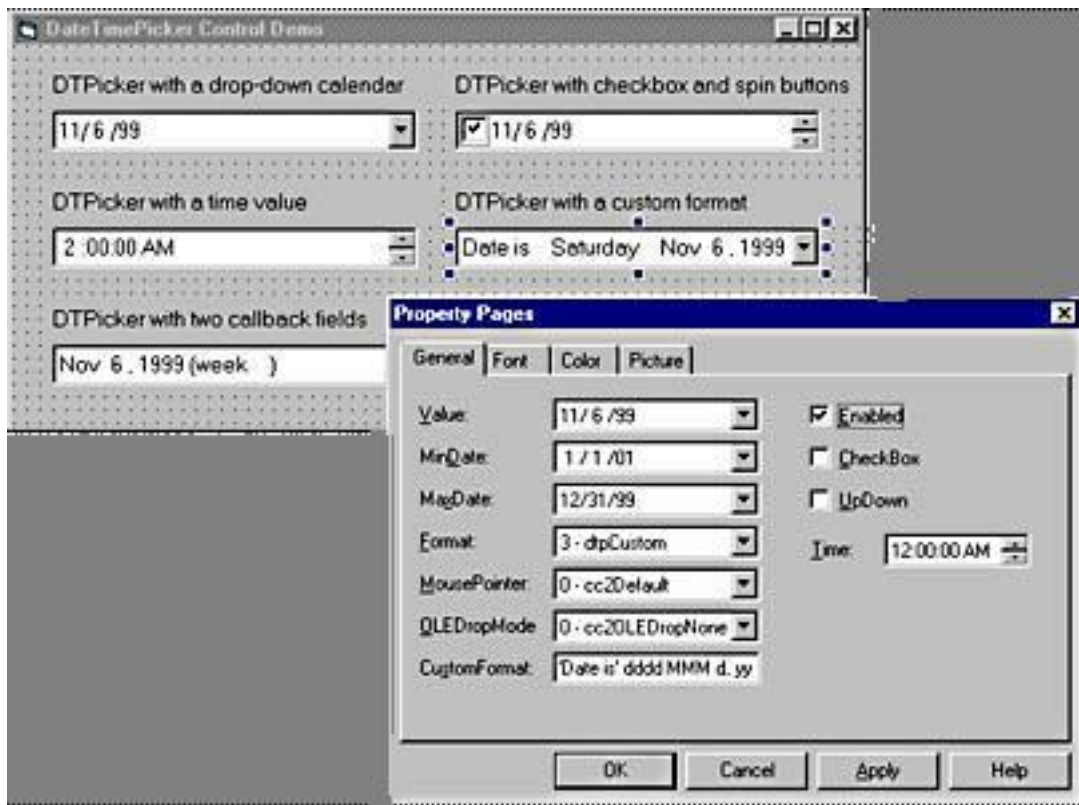 DateTimePicker Control Demo
DTPicker with a drop-down calendar
DTPicker with checkbox and spin buttons
11/ 6 /99
11/ 6 /99
DTPicker with a time value
DTPicker with a custom format
2 :00:00 AM
Date is Saturday Nov 6 , 1999
DTPicker with two callback fields
Nov 6 , 1999 (week )
Property Pages
General Font Color Picture
Value: 11/ 6 /99 Enabled
MinDate: 1 / 1 /01 CheckBox
MaxDate: 12/31/99 UpDown
Format: 3 - dtpCustom Time: 12:00:00 AM
MousePointer: 0 - cc2Default
OLEDropMode 0 - cc2OLEDropNone
CustomFormat: 'Date is' dddd MMM d, yy
OK Cancel Apply Help